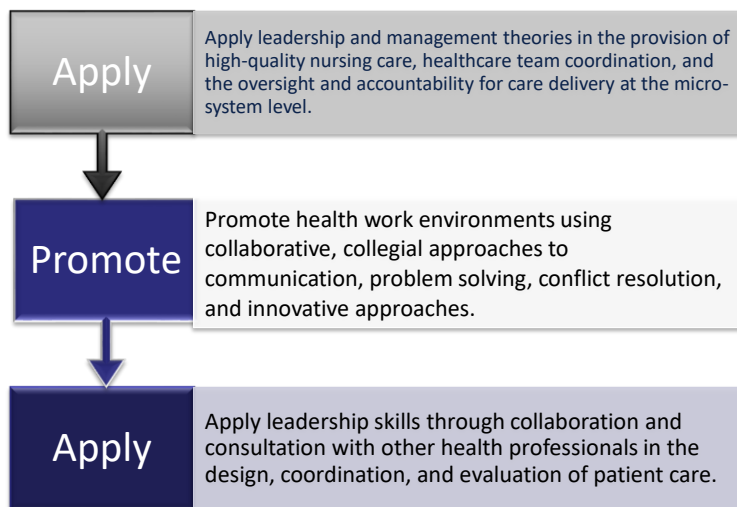 Apply
Apply leadership and management theories in the provision of
high-quality nursing care, healthcare team coordination, and
the oversight and accountability for care delivery at the micro-
system level.
Promote
Promote health work environments using
collaborative, collegial approaches to
communication, problem solving, conflict resolution,
and innovative approaches.
Apply
Apply leadership skills through collaboration and
consultation with other health professionals in the
design, coordination, and evaluation of patient care.